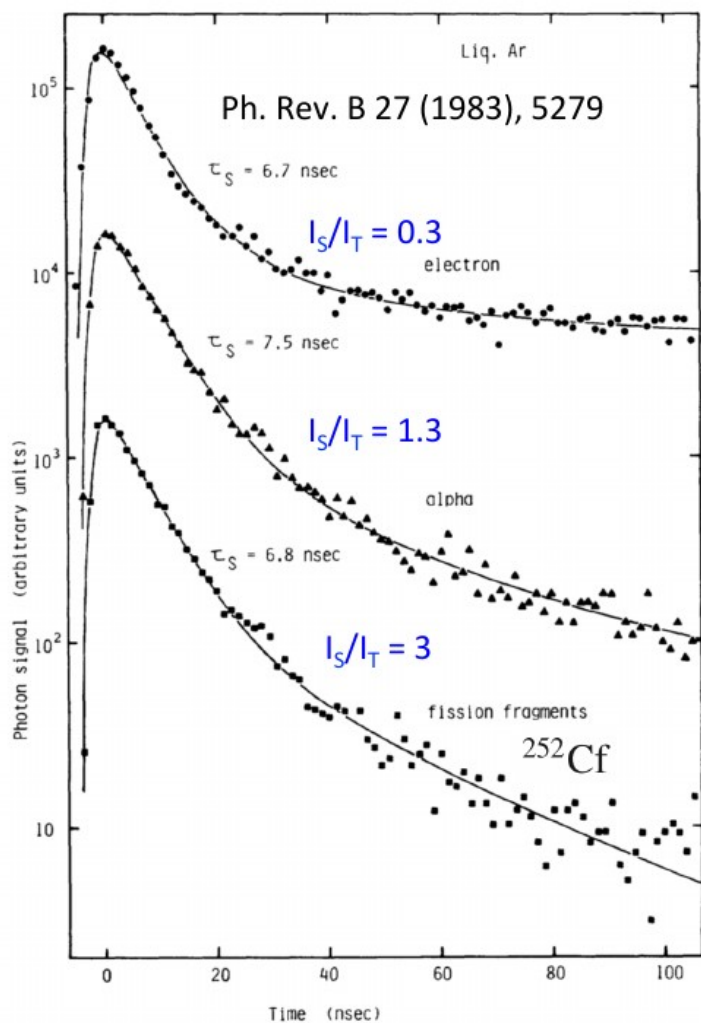 Liq. Ar
10⁵
Ph. Rev. B 27 (1983), 5279
τS = 6.7 nsec
IS/IT = 0.3
electron
10⁴
τS = 7.5 nsec
IS/IT = 1.3
10³
alpha
τS = 6.8 nsec
10²
IS/IT = 3
fission fragments
²⁵²Cf
10
Photon signal (arbitrary units)
0 20 40 60 80 100
Time (nsec)